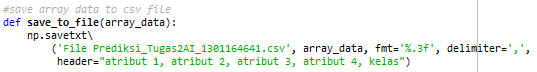 #save array data to csv file
def save_to_file(array_data):
    np.savetxt\
        ('File Prediksi_Tugas2AI_1301164641.csv', array_data, fmt='%.3f', delimiter=',',
         header="atribut 1, atribut 2, atribut 3, atribut 4, kelas")